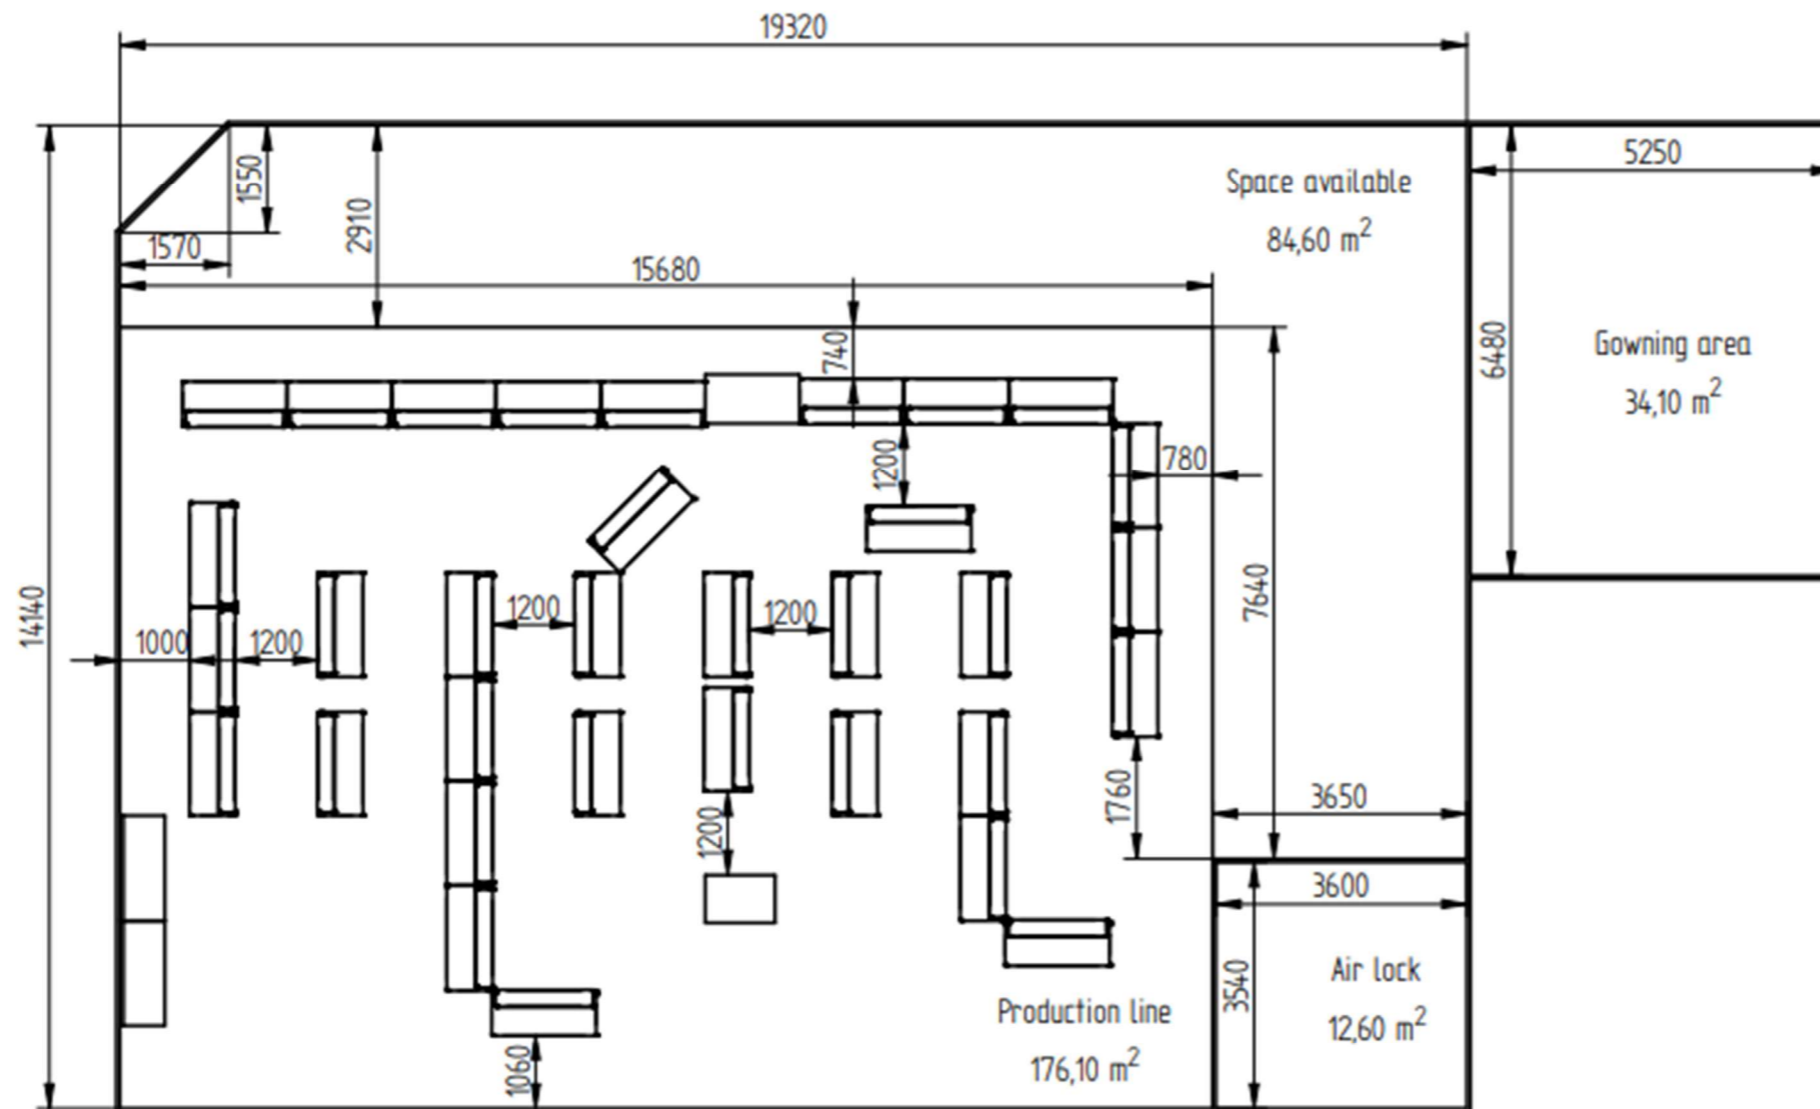 19320
5250
1550
Space available
84,60 m²
2910
1570
15680
740
6480
Gowning area
34,10 m²
1200
780
14140
1200
1200
7640
1000
1200
1760
3650
1200
3600
3540
Air lock
12,60 m²
Production line
176,10 m²
1060